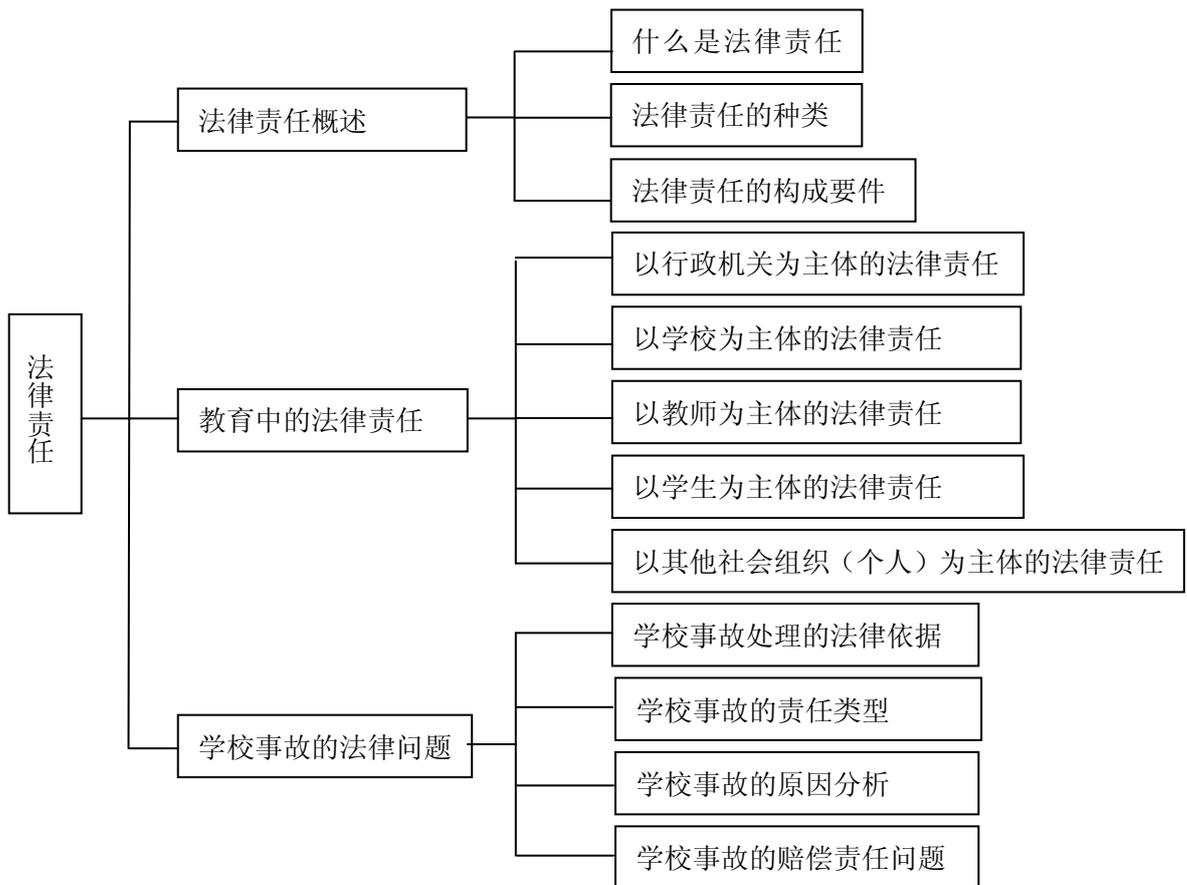 法律责任
法律责任概述
什么是法律责任
法律责任的种类
法律责任的构成要件
教育中的法律责任
以行政机关为主体的法律责任
以学校为主体的法律责任
以教师为主体的法律责任
以学生为主体的法律责任
以其他社会组织（个人）为主体的法律责任
学校事故的法律问题
学校事故处理的法律依据
学校事故的责任类型
学校事故的原因分析
学校事故的赔偿责任问题